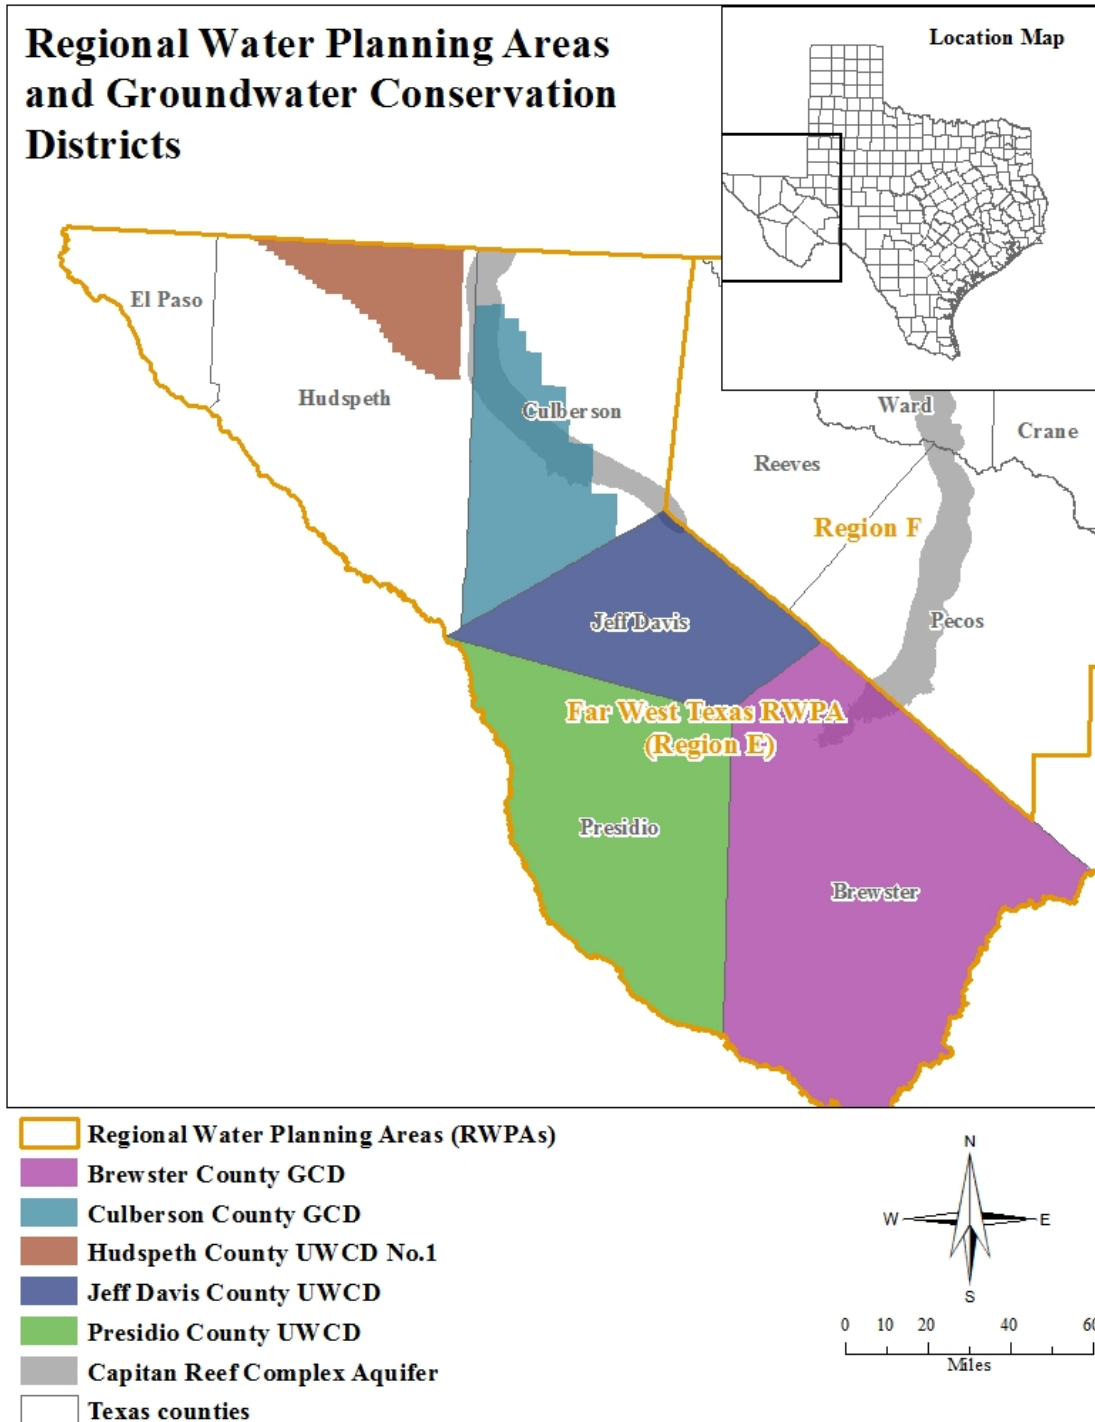 Regional Water Planning Areas
and Groundwater Conservation
Districts
Location Map
El Paso
Hudspeth
Culberson
Ward
Crane
Reeves
Region F
Jeff Davis
Pecos
Far West Texas RWPA
(Region E)
Presidio
Brewster
Regional Water Planning Areas (RWPAs)
Brewster County GCD
Culberson County GCD
Hudspeth County UWCD No.1
Jeff Davis County UWCD
Presidio County UWCD
Capitan Reef Complex Aquifer
Texas counties
N
W E
S
0 10 20 40 60
Miles